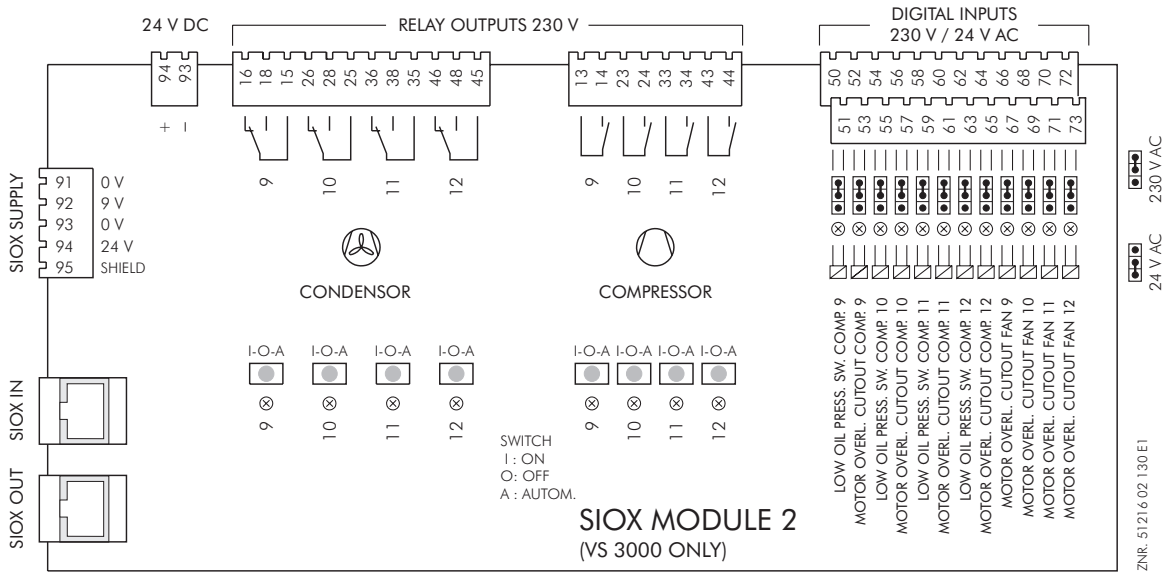 24 V DC
RELAY OUTPUTS 230 V
DIGITAL INPUTS
230 V / 24 V AC
94 93
16 18 15 26 28 25 36 38 35 46 48 45
13 14 23 24 33 34 43 44
50 52 54 56 58 60 62 64 66 68 70 72
51 53 55 57 59 61 63 65 67 69 71 73
+ –
9 10 11 12
9 10 11 12
SIOX SUPPLY
91 0 V
92 9 V
93 0 V
94 24 V
95 SHIELD
230 V AC
24 V AC
CONDENSOR
COMPRESSOR
I-O-A I-O-A I-O-A I-O-A
I-O-A I-O-A I-O-A I-O-A
9 10 11 12
9 10 11 12
LOW OIL PRESS. SW. COMP. 9
MOTOR OVERL. CUTOUT COMP. 9
LOW OIL PRESS. SW. COMP. 10
MOTOR OVERL. CUTOUT COMP. 10
LOW OIL PRESS. SW. COMP. 11
MOTOR OVERL. CUTOUT COMP. 11
LOW OIL PRESS. SW. COMP. 12
MOTOR OVERL. CUTOUT COMP. 12
MOTOR OVERL. CUTOUT FAN 9
MOTOR OVERL. CUTOUT FAN 10
MOTOR OVERL. CUTOUT FAN 11
MOTOR OVERL. CUTOUT FAN 12
SIOX IN
SIOX OUT
SWITCH
I : ON
O: OFF
A : AUTOM.
SIOX MODULE 2
(VS 3000 ONLY)
ZNR. 51216 02 130 E1